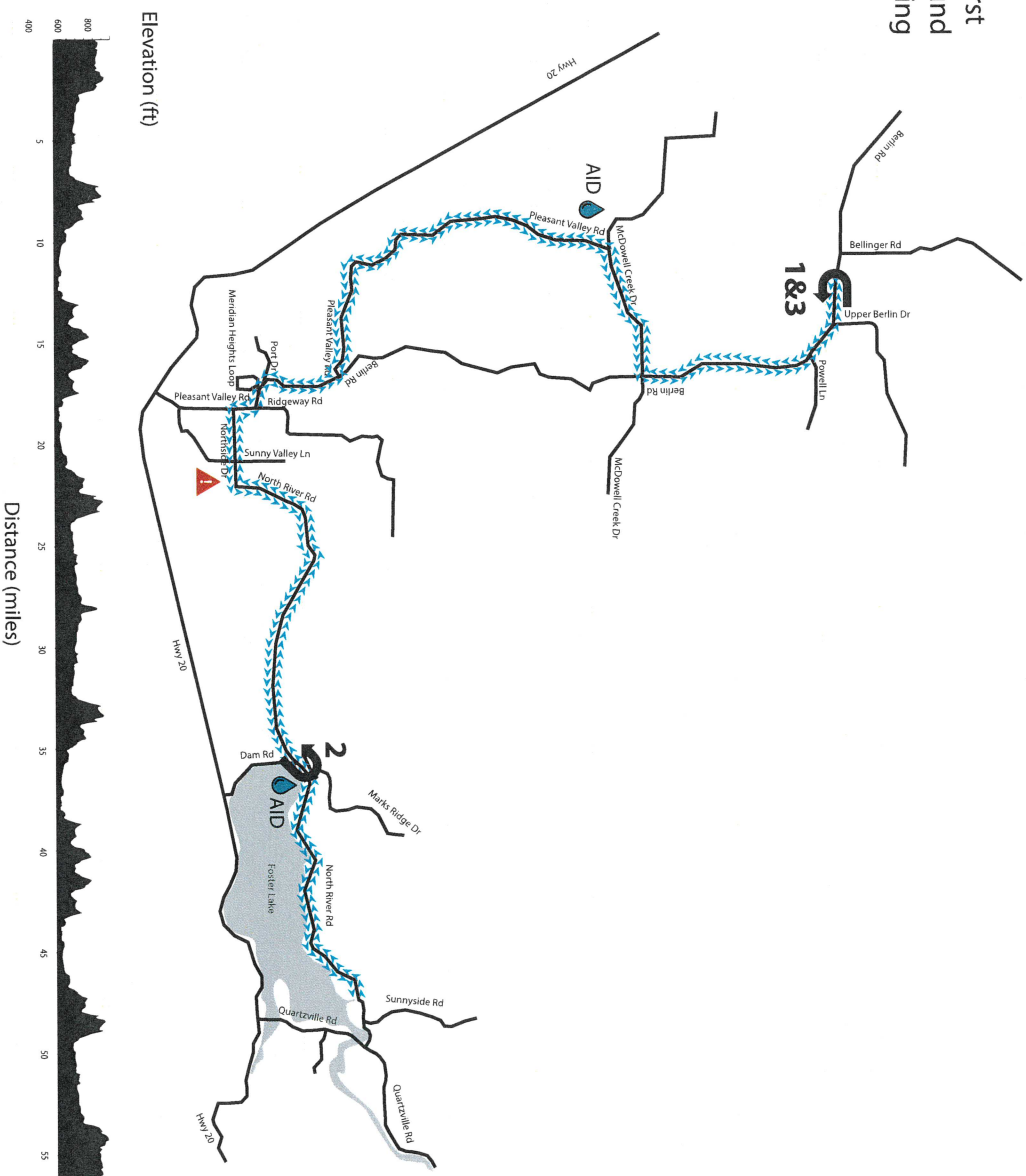 rst
nd
ing
Elevation (ft)
800
600
400
5
10
15
20
25
30
35
40
45
50
55
Distance (miles)
Hwy 20
Berlin Rd
Bellinger Rd
1&3
Upper Berlin Dr
Powell Ln
AID
Pleasant Valley Rd
McDowell Creek Dr
Berlin Rd
McDowell Creek Dr
Pleasant Valley Rd
Berlin Rd
Port Dr
Meridian Heights Loop
Pleasant Valley Rd
Ridgeway Rd
Northside Dr
Sunny Valley Ln
!
North River Rd
Hwy 20
2
Dam Rd
AID
Marks Ridge Dr
North River Rd
Foster Lake
Sunnyside Rd
Quartzville Rd
Quartzville Rd
Hwy 20